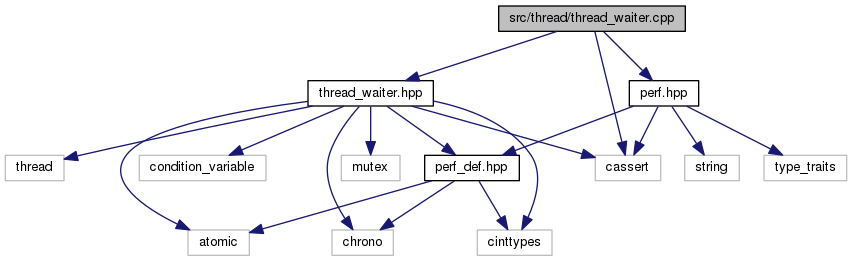 src/thread/thread_waiter.cpp
thread_waiter.hpp
perf.hpp
thread
condition_variable
mutex
perf_def.hpp
cassert
string
type_traits
atomic
chrono
cinttypes